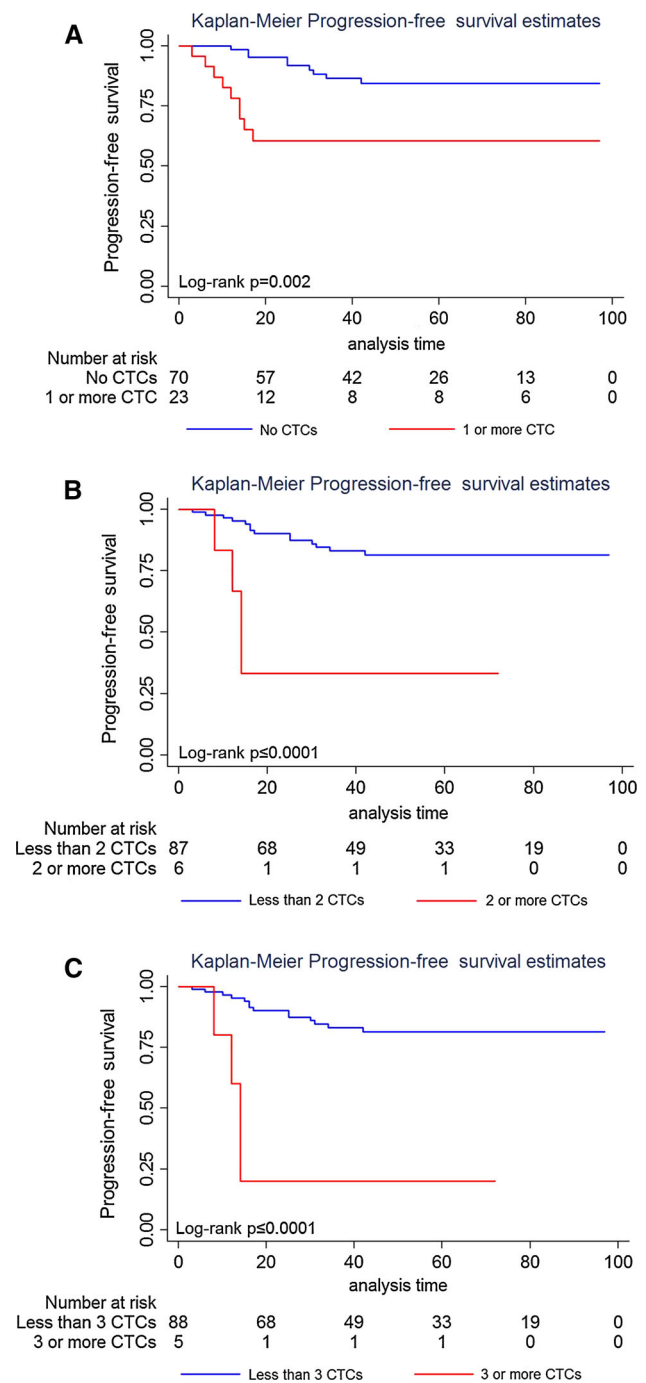 A
Kaplan-Meier Progression-free survival estimates
Progression-free survival
1.00
0.75
0.50
0.25
0.00
Log-rank p=0.002
0 20 40 60 80 100
analysis time
Number at risk
No CTCs 70 57 42 26 13 0
1 or more CTC 23 12 8 8 6 0
No CTCs 1 or more CTC
B
Kaplan-Meier Progression-free survival estimates
Progression-free survival
1.00
0.75
0.50
0.25
0.00
Log-rank p≤0.0001
0 20 40 60 80 100
analysis time
Number at risk
Less than 2 CTCs 87 68 49 33 19 0
2 or more CTCs 6 1 1 1 0 0
Less than 2 CTCs 2 or more CTCs
C
Kaplan-Meier Progression-free survival estimates
Progression-free survival
1.00
0.75
0.50
0.25
0.00
Log-rank p≤0.0001
0 20 40 60 80 100
analysis time
Number at risk
Less than 3 CTCs 88 68 49 33 19 0
3 or more CTCs 5 1 1 1 0 0
Less than 3 CTCs 3 or more CTCs